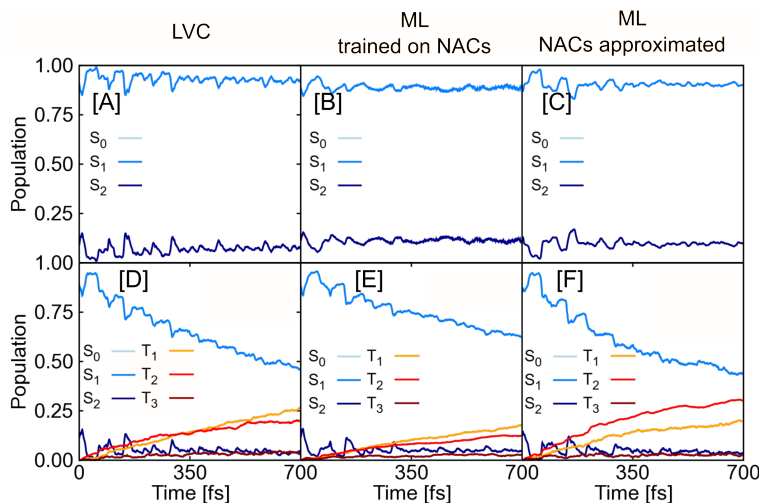 LVC
ML
trained on NACs
ML
NACs approximated
Population
1.00
0.75
0.50
0.25
0.00
[A]
S₀
S₁
S₂
[B]
S₀
S₁
S₂
[C]
S₀
S₁
S₂
Population
1.00
0.75
0.50
0.25
0.00
[D]
S₀ T₁
S₁ T₂
S₂ T₃
[E]
S₀ T₁
S₁ T₂
S₂ T₃
[F]
S₀ T₁
S₁ T₂
S₂ T₃
0 350 700 350 700 350 700
Time [fs] Time [fs] Time [fs]